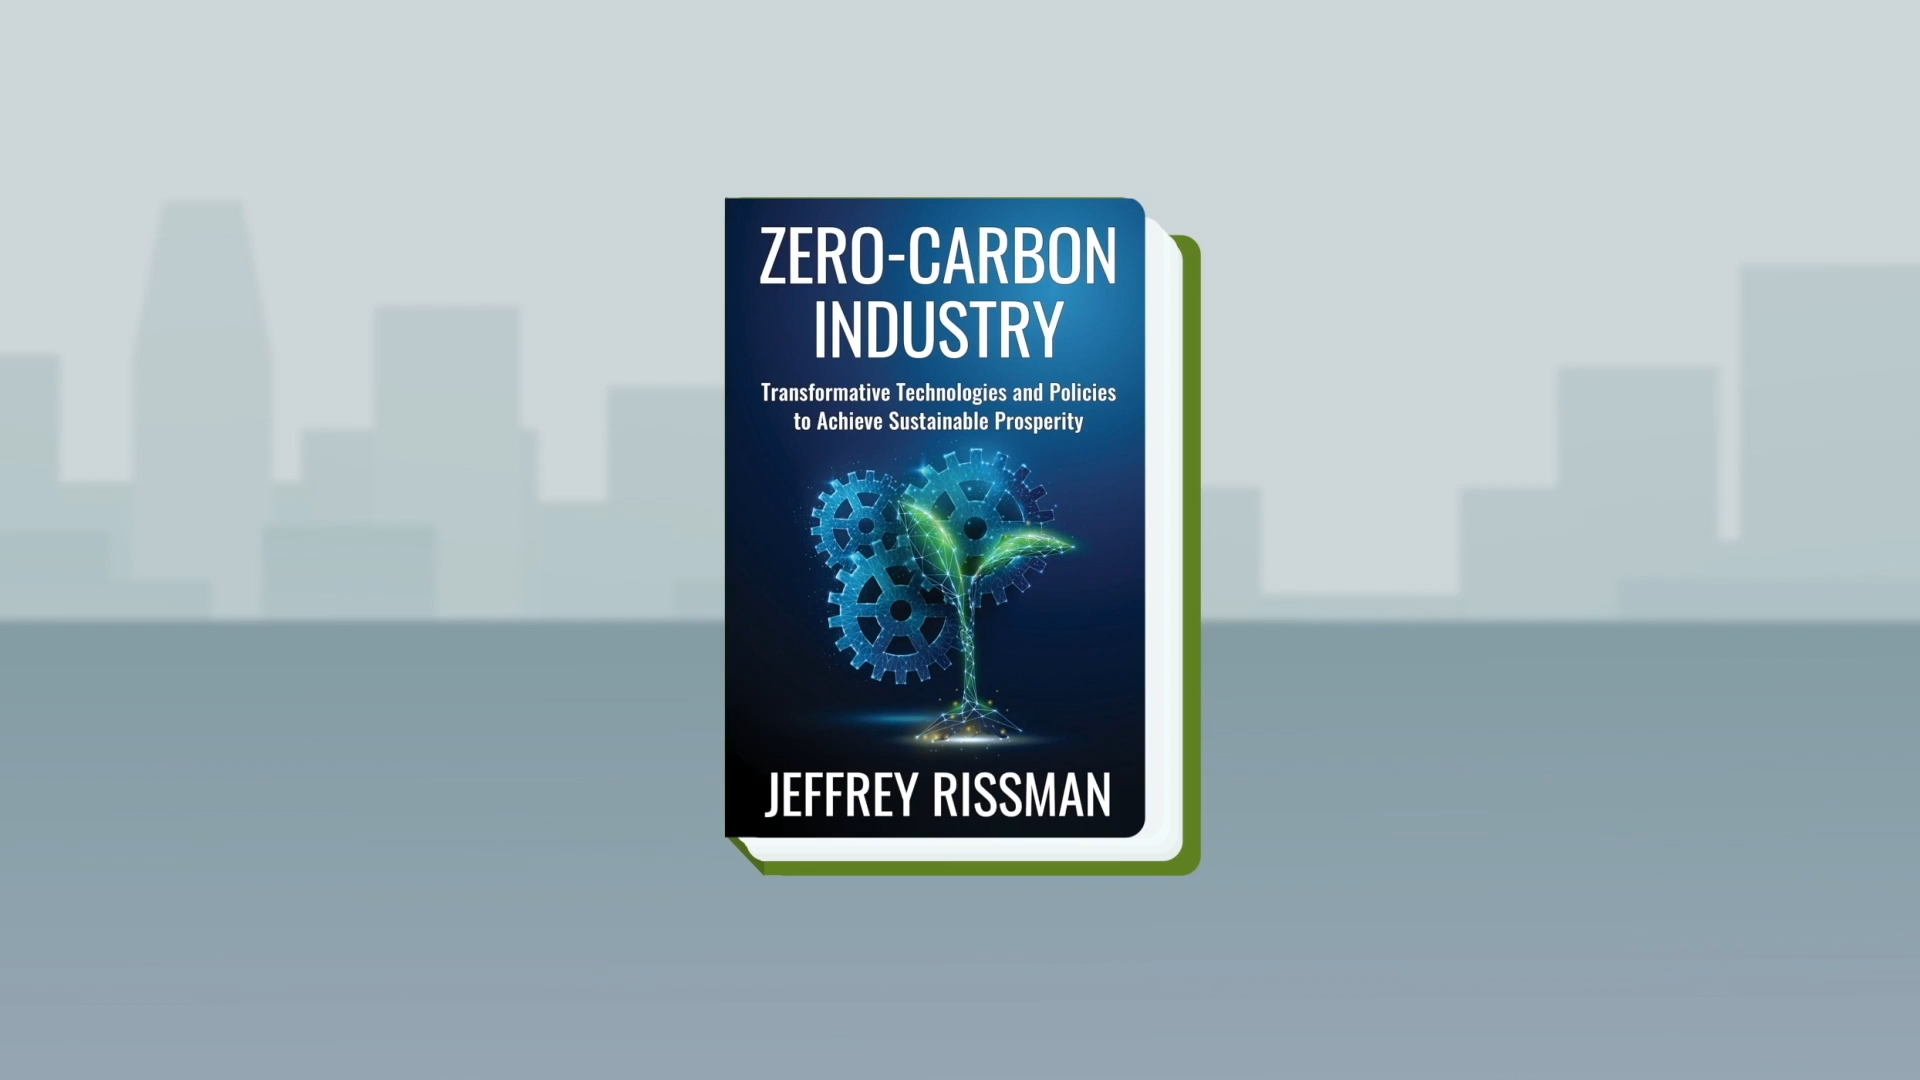 ZERO-CARBON
INDUSTRY
Transformative Technologies and Policies
to Achieve Sustainable Prosperity
JEFFREY RISSMAN